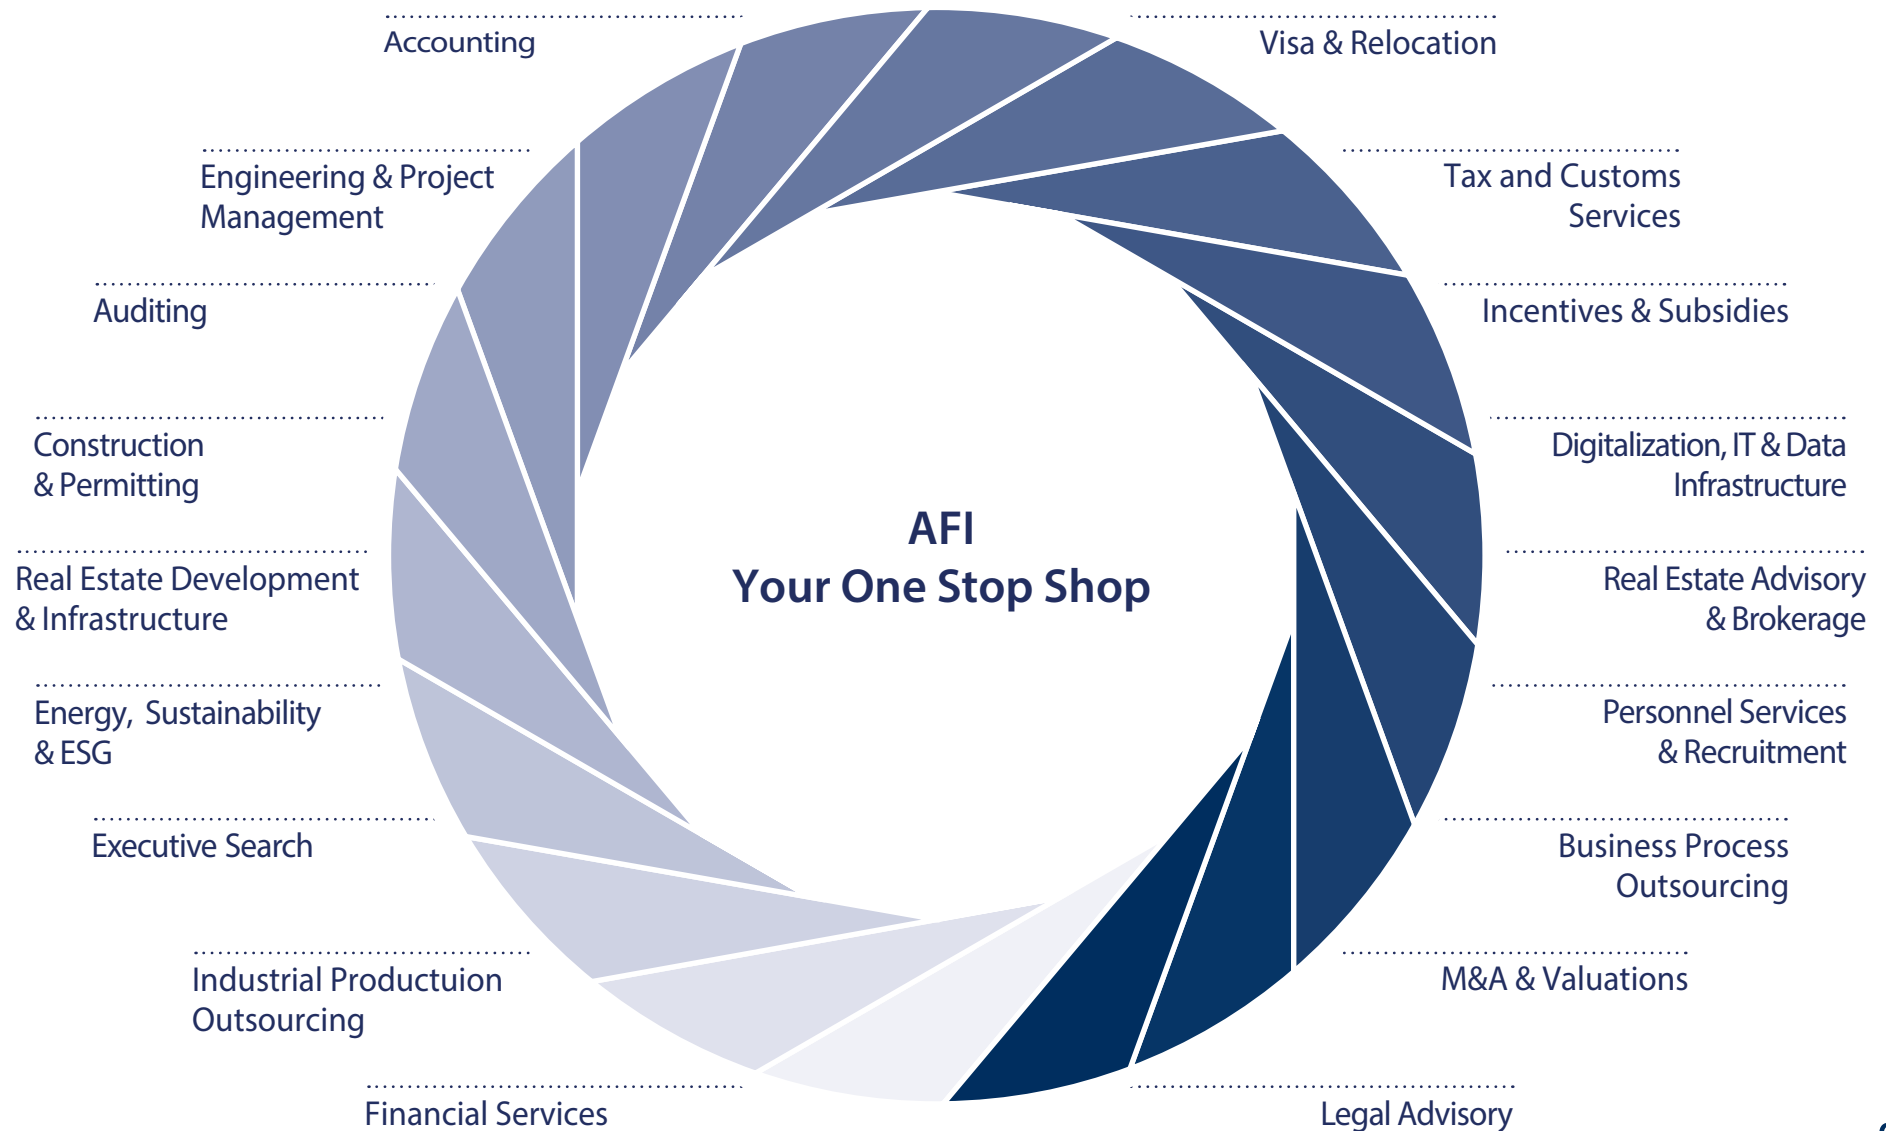 Accounting
Engineering & Project
Management
Auditing
Construction
& Permitting
Real Estate Development
& Infrastructure
Energy, Sustainability
& ESG
Executive Search
Industrial Productuion
Outsourcing
Financial Services
AFI
Your One Stop Shop
Visa & Relocation
Tax and Customs
Services
Incentives & Subsidies
Digitalization, IT & Data
Infrastructure
Real Estate Advisory
& Brokerage
Personnel Services
& Recruitment
Business Process
Outsourcing
M&A & Valuations
Legal Advisory